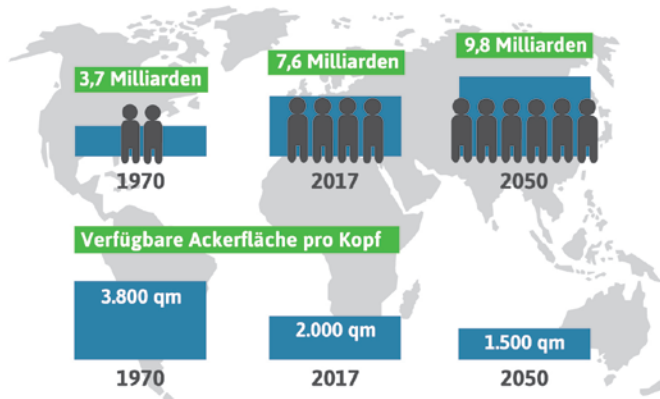 3,7 Milliarden
7,6 Milliarden
9,8 Milliarden
1970
2017
2050
Verfügbare Ackerfläche pro Kopf
3.800 qm
2.000 qm
1.500 qm
1970
2017
2050